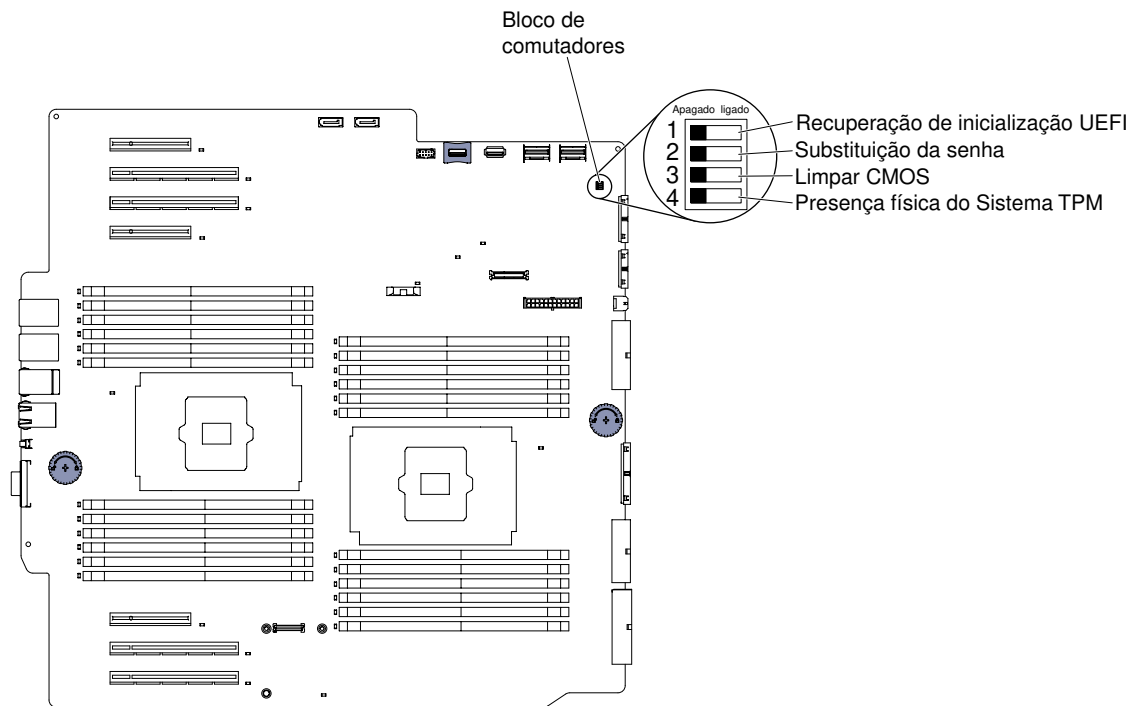 Bloco de
comutadores
Apagado ligado
1
2
3
4
Recuperação de inicialização UEFI
Substituição da senha
Limpar CMOS
Presença física do Sistema TPM